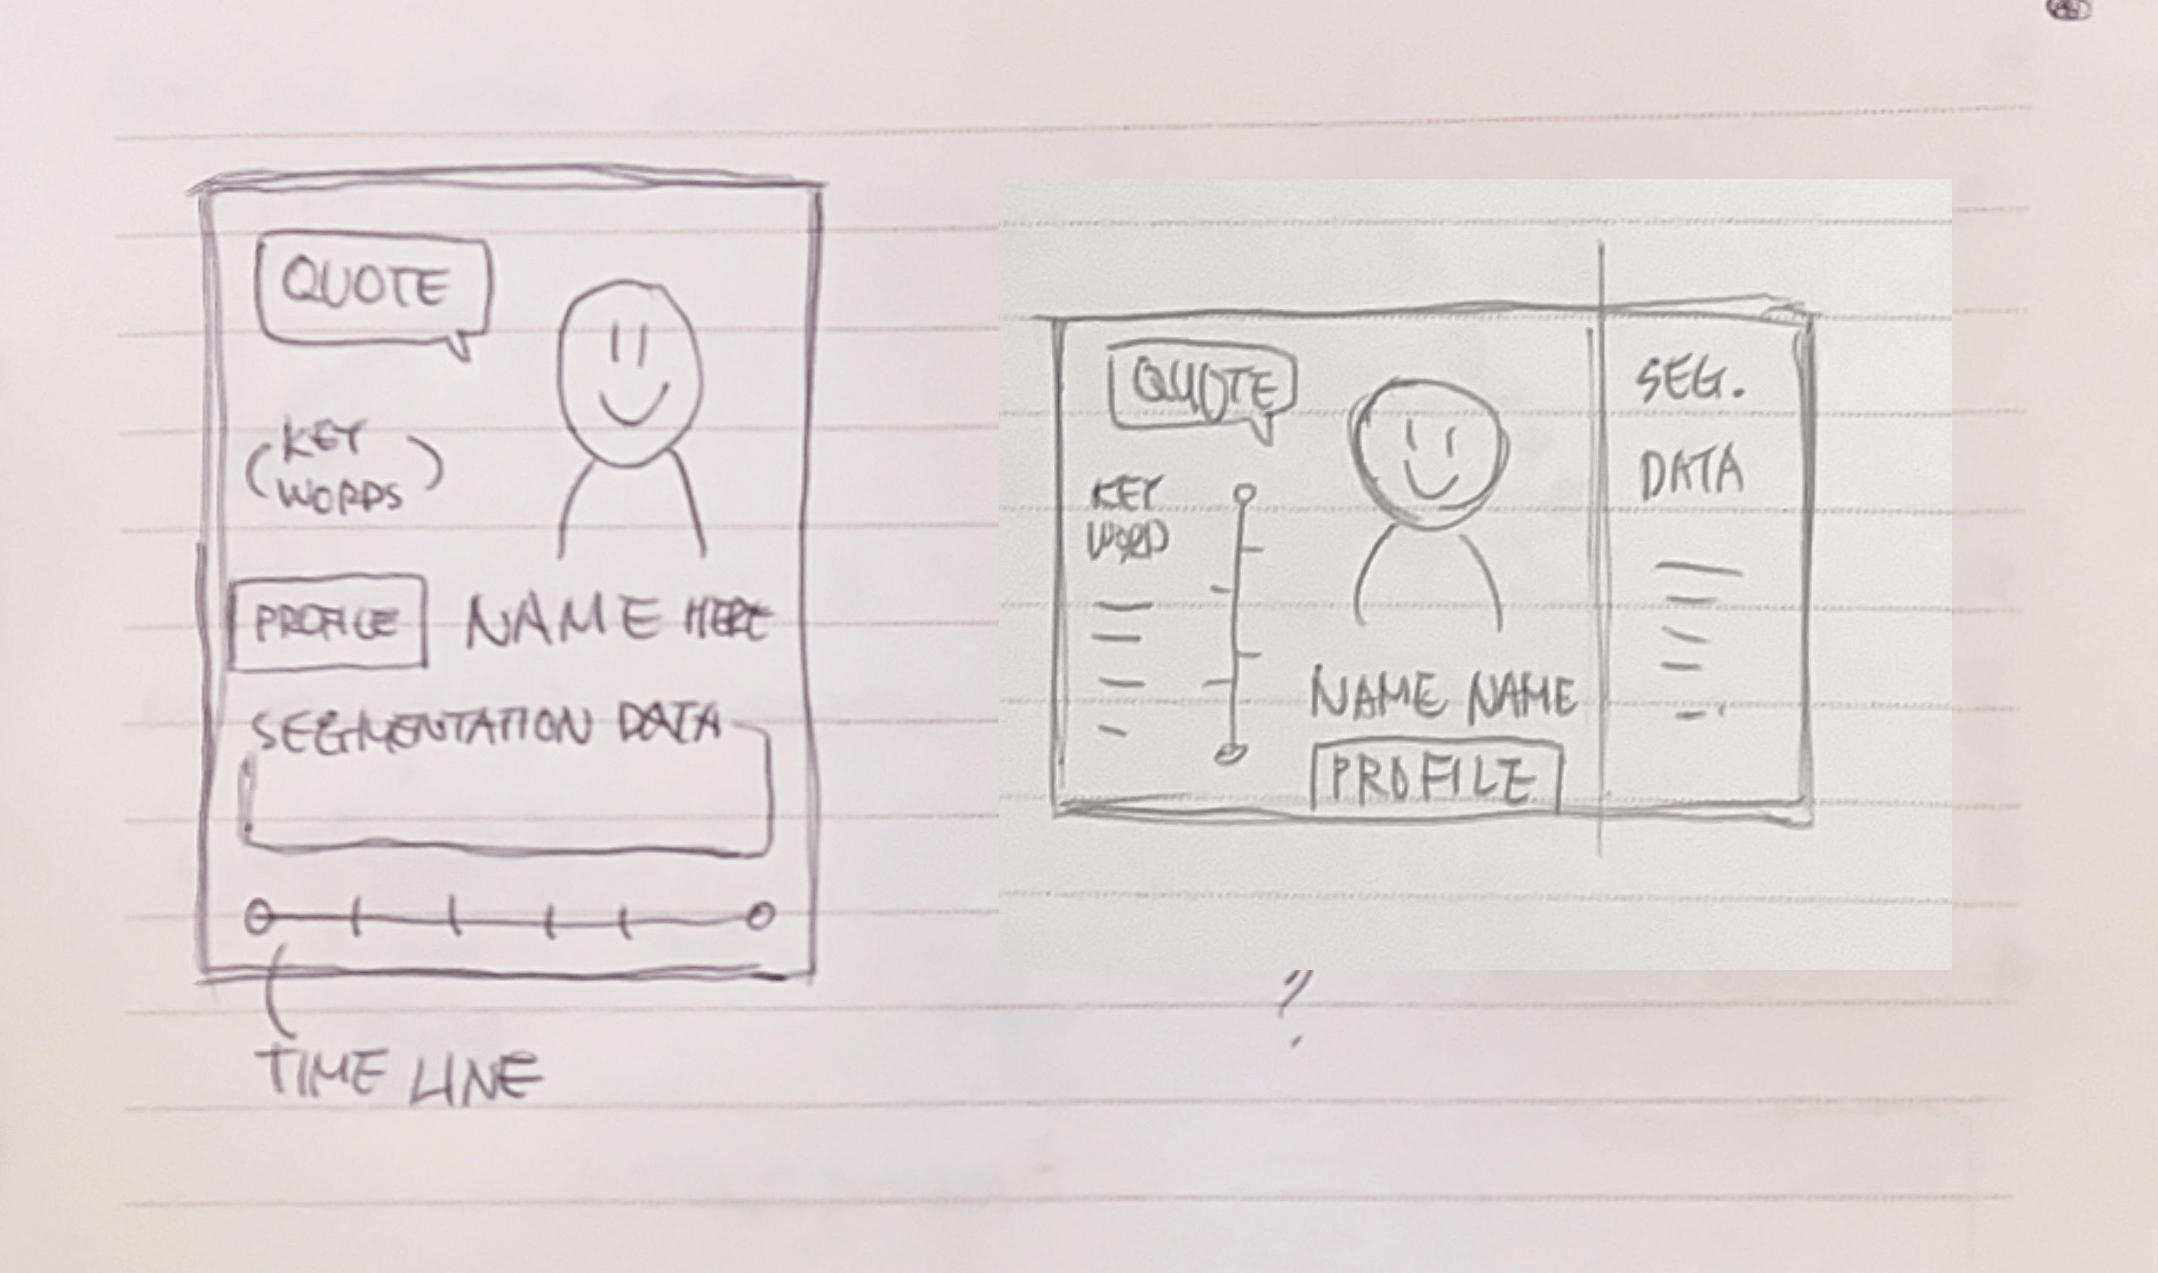 QUOTE
KEY
WORDS
PROFILE
NAME HERE
SEGMENTATION DATA
TIME LINE
QUOTE
KEY
WORD
NAME NAME
PROFILE
SEG.
DATA
?